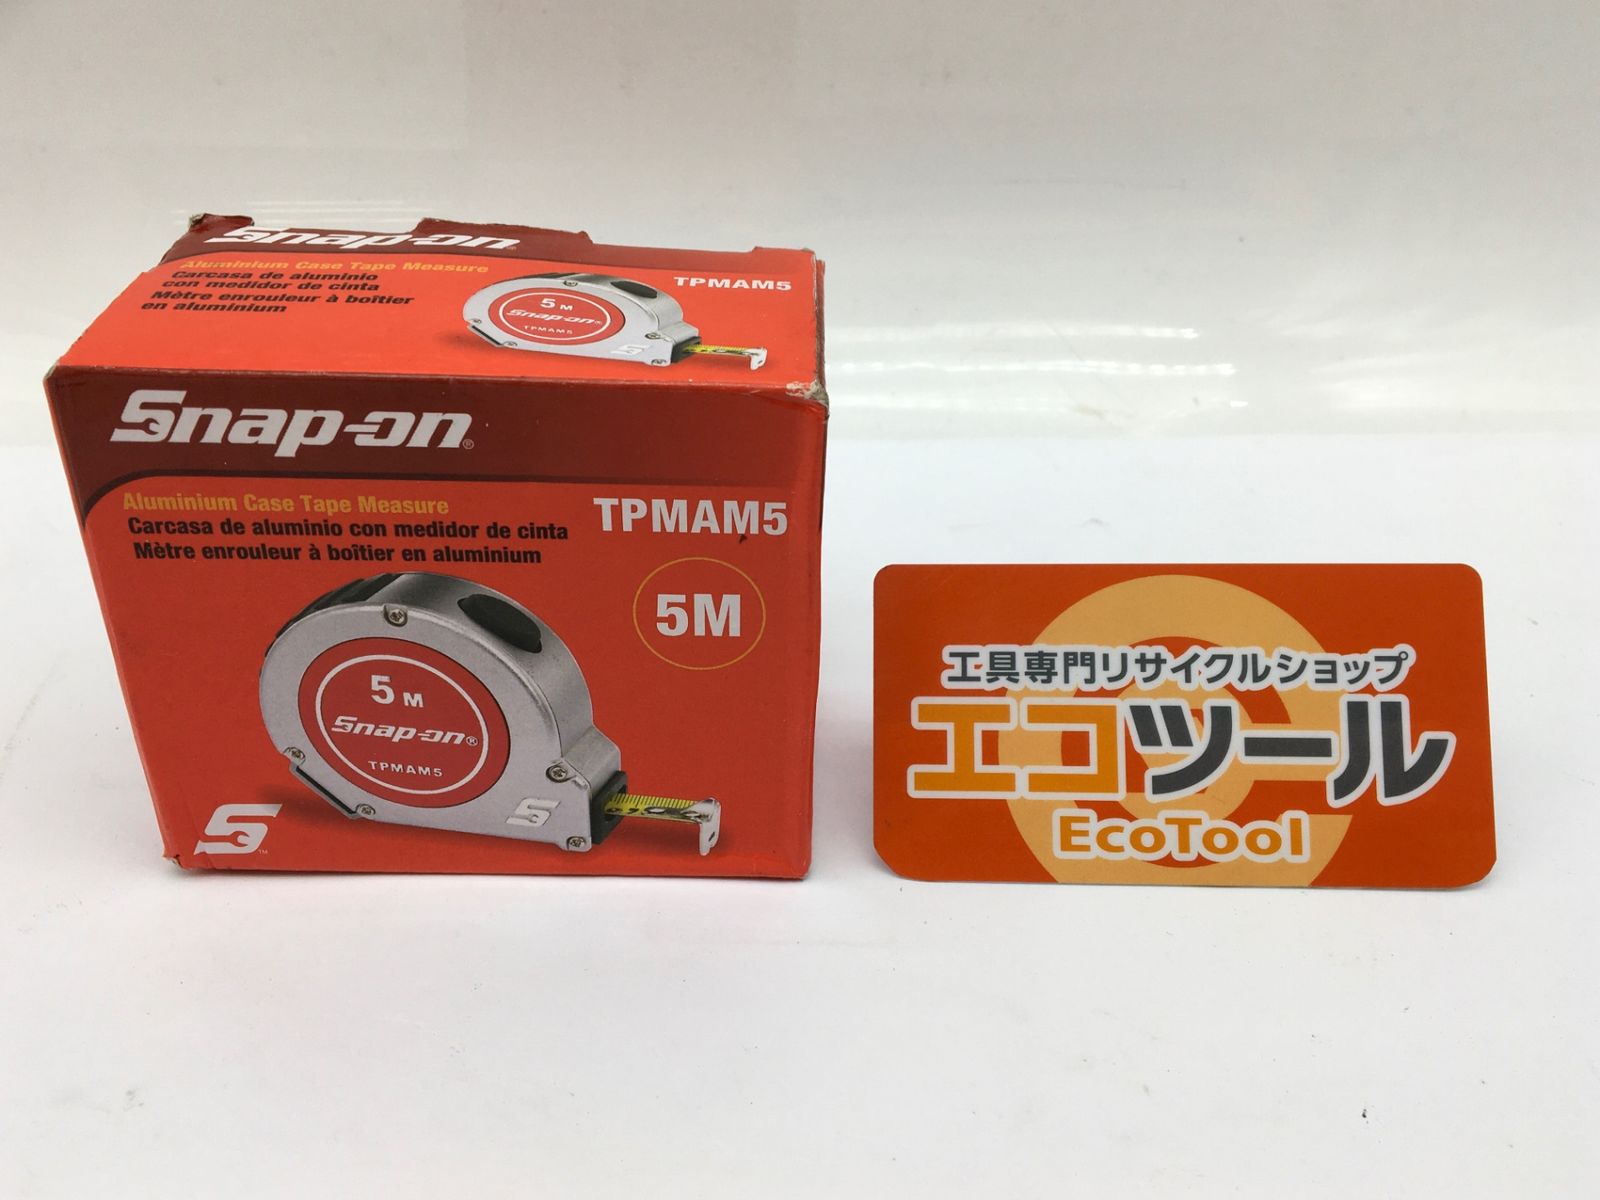 Snap-on
Aluminium Case Tape Measure
Carcasa de aluminio
con medidor de cinta
Mètre enrouleur à boîtier
en aluminium
TPMAM5
5 M
Snap-on®
TPMAM5
Snap-on®
Aluminium Case Tape Measure
Carcasa de aluminio con medidor de cinta
Mètre enrouleur à boîtier en aluminium
TPMAM5
5M
5 M
Snap-on®
TPMAM5
S
S™
工具専門リサイクルショップ
エコツール
EcoTool